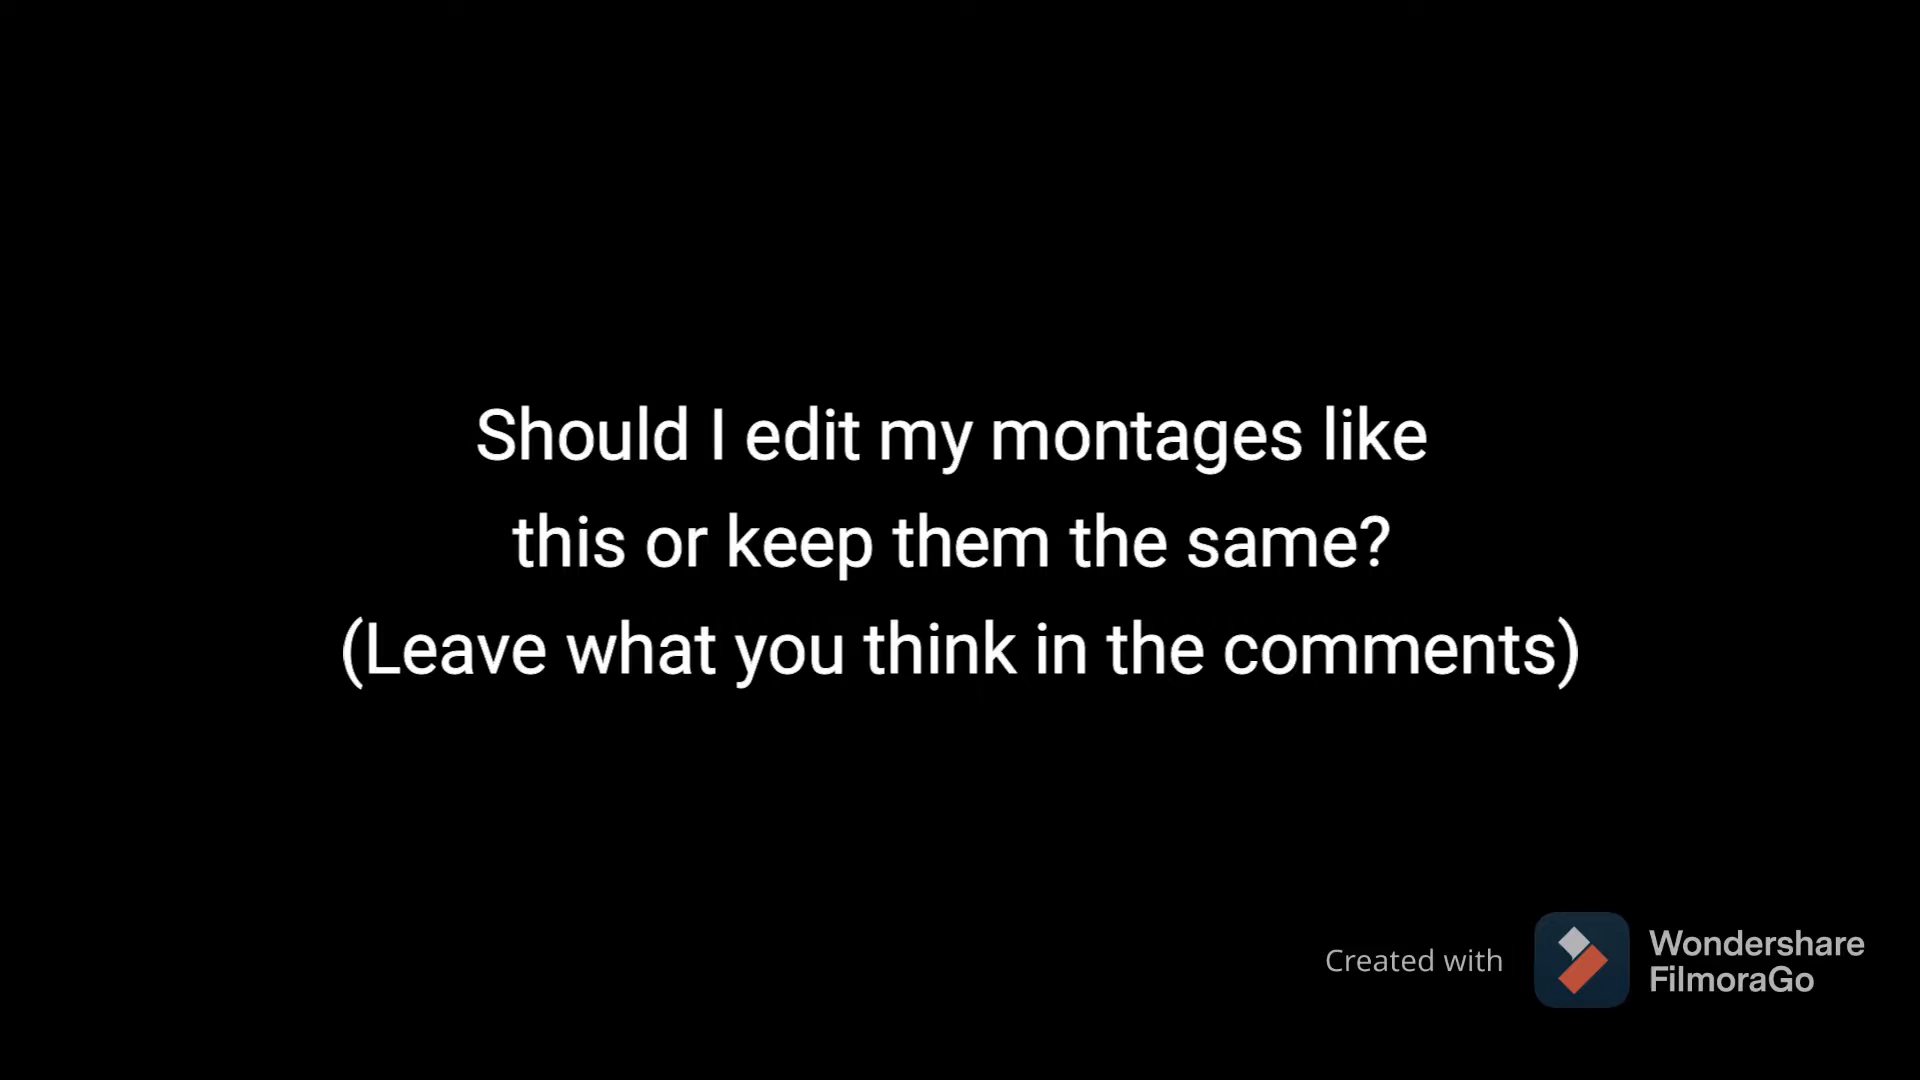 Should I edit my montages like
this or keep them the same?
(Leave what you think in the comments)
Created with
Wondershare
FilmoraGo